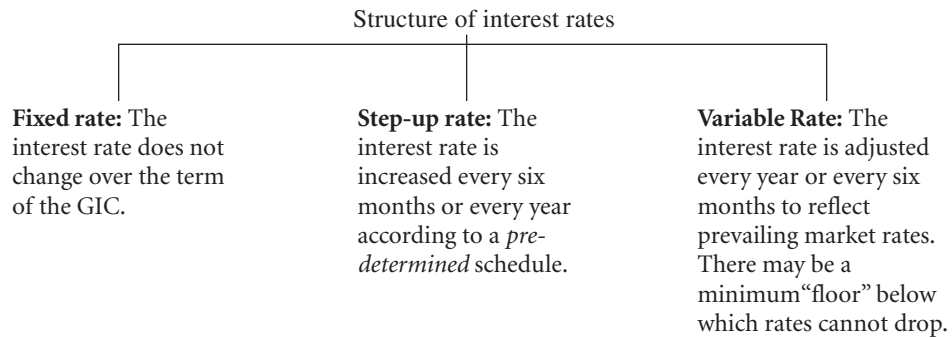 Structure of interest rates
Fixed rate: The
interest rate does not
change over the term
of the GIC.
Step-up rate: The
interest rate is
increased every six
months or every year
according to a pre-
determined schedule.
Variable Rate: The
interest rate is adjusted
every year or every six
months to reflect
prevailing market rates.
There may be a
minimum“floor” below
which rates cannot drop.